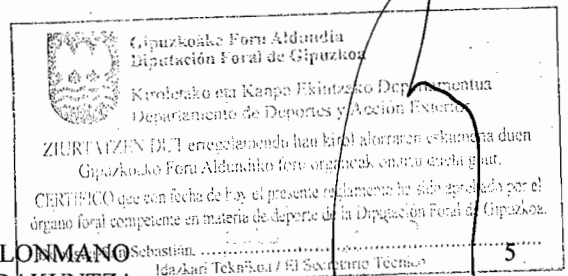 Gipuzkoako Foru Aldundia
Diputación Foral de Gipuzkoa
Kiroletako eta Kanpo Ekintzako Departamentua
Departamento de Deportes y Acción Exterior
ZIURTATZEN DUT erregelamendu hau kirol alorraren eskumena duen
Gipuzkoako Foru Aldundiko foru organoak onartu duela gaur.
CERTIFICO que con fecha de hoy el presente reglamento ha sido aprobado por el
órgano foral competente en materia de deporte de la Diputación Foral de Gipuzkoa.
LONMANO
Sebastián,
5
Idazkari Teknikoa / El Secretario Técnico